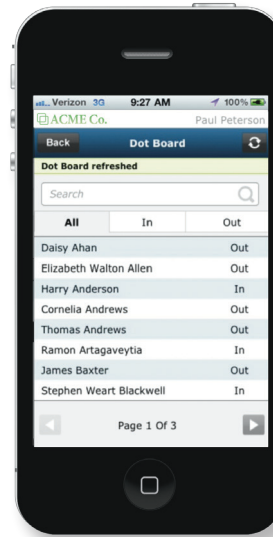 Verizon 3G 9:27 AM 100%
ACME Co. Paul Peterson
Back Dot Board
Dot Board refreshed
Search
All In Out
Daisy Ahan Out
Elizabeth Walton Allen Out
Harry Anderson In
Cornelia Andrews Out
Thomas Andrews Out
Ramon Artagaveytia In
James Baxter Out
Stephen Weart Blackwell In
Page 1 Of 3